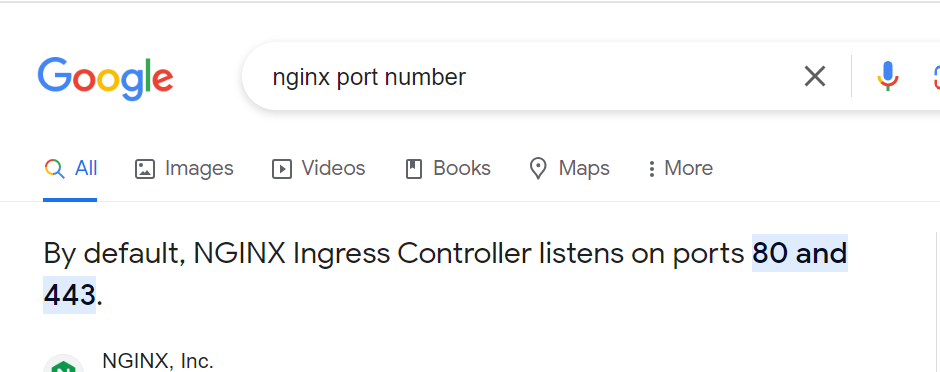 Google
nginx port number
All Images Videos Books Maps More
By default, NGINX Ingress Controller listens on ports 80 and
443.
NGINX, Inc.